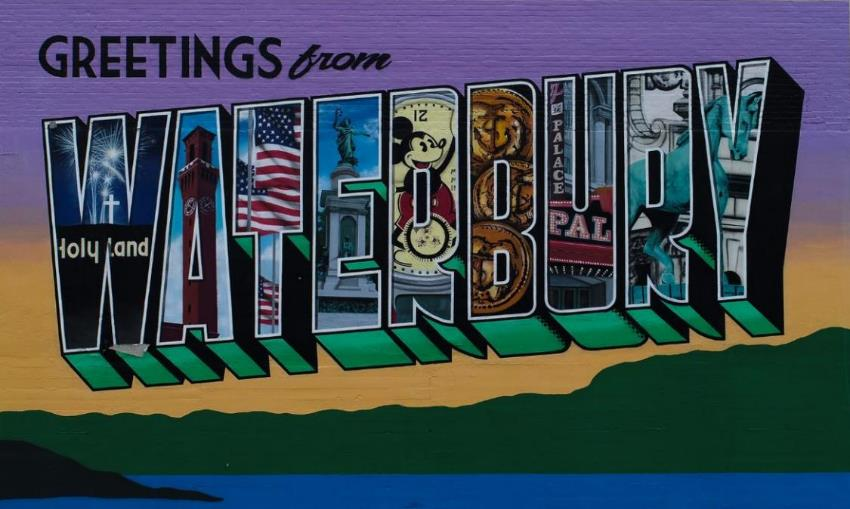 GREETINGS from
WATERBURY
Holy Land
12
PALACE
PAL